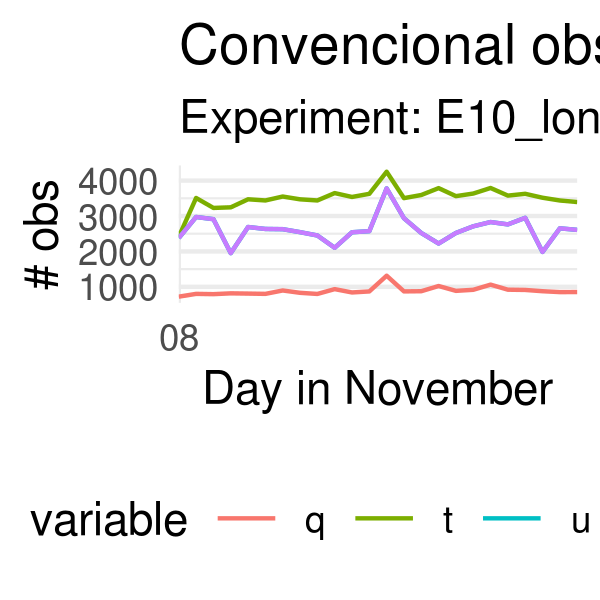 Convencional obs
Experiment: E10_lon
# obs
4000
3000
2000
1000
08
Day in November
variable q t u